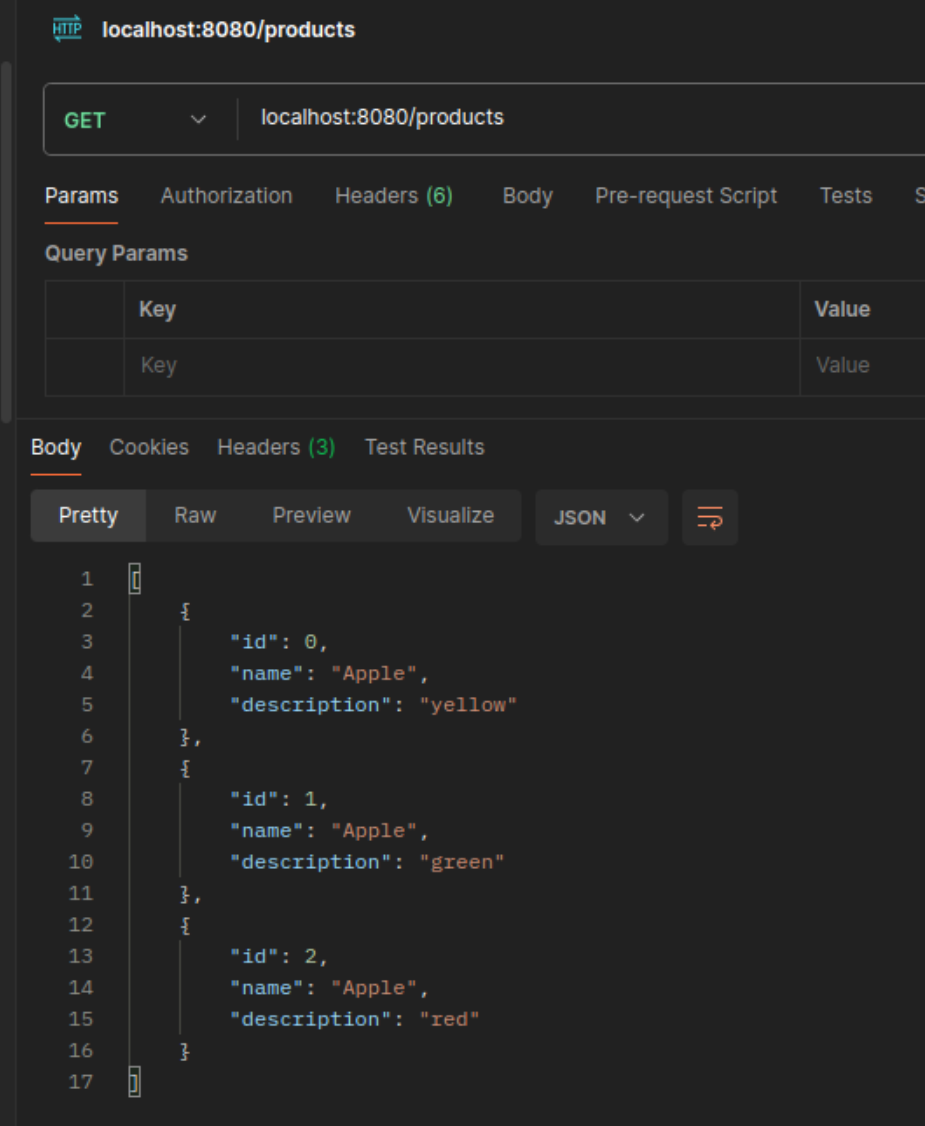 HTTP localhost:8080/products
GET localhost:8080/products
Params Authorization Headers (6) Body Pre-request Script Tests S
Query Params
Key Value
Key Value
Body Cookies Headers (3) Test Results
Pretty Raw Preview Visualize JSON
1 [
2 {
3 "id": 0,
4 "name": "Apple",
5 "description": "yellow"
6 },
7 {
8 "id": 1,
9 "name": "Apple",
10 "description": "green"
11 },
12 {
13 "id": 2,
14 "name": "Apple",
15 "description": "red"
16 }
17 ]